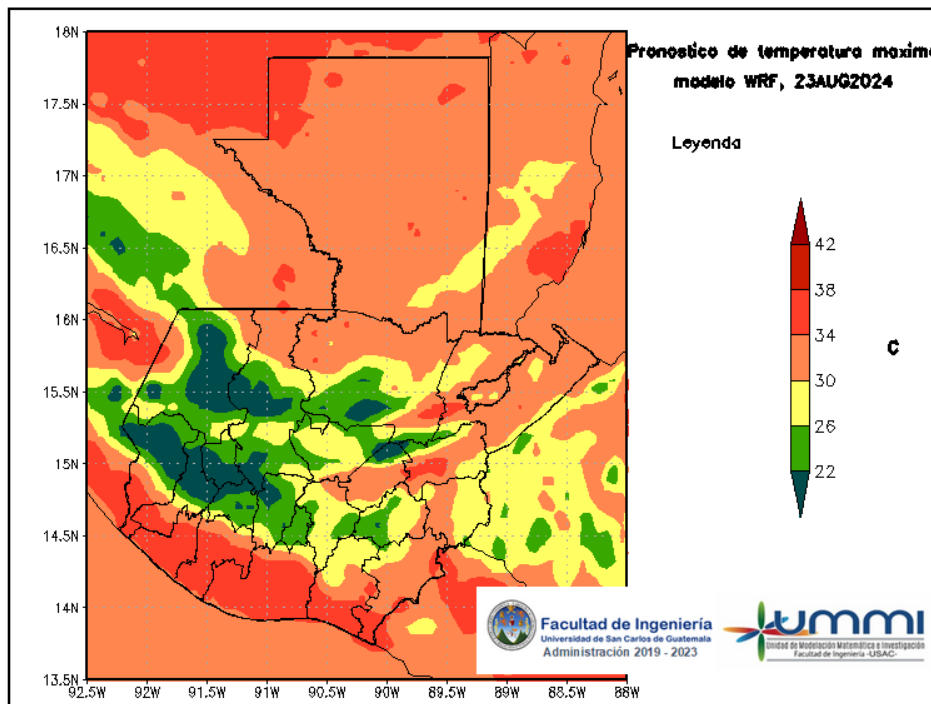 Pronostico de temperatura maxim
modelo WRF, 23AUG2024
Leyenda
42
38
34
30
26
22
C
18N
17.5N
17N
16.5N
16N
15.5N
15N
14.5N
14N
13.5N
92.5W 92W 91.5W 91W 90.5W 90W 89.5W 89W 88.5W 88W
Facultad de Ingeniería
Universidad de San Carlos de Guatemala
Administración 2019 - 2023
ummi
Unidad de Modelación Matemática e Investigación
Facultad de Ingeniería -USAC-